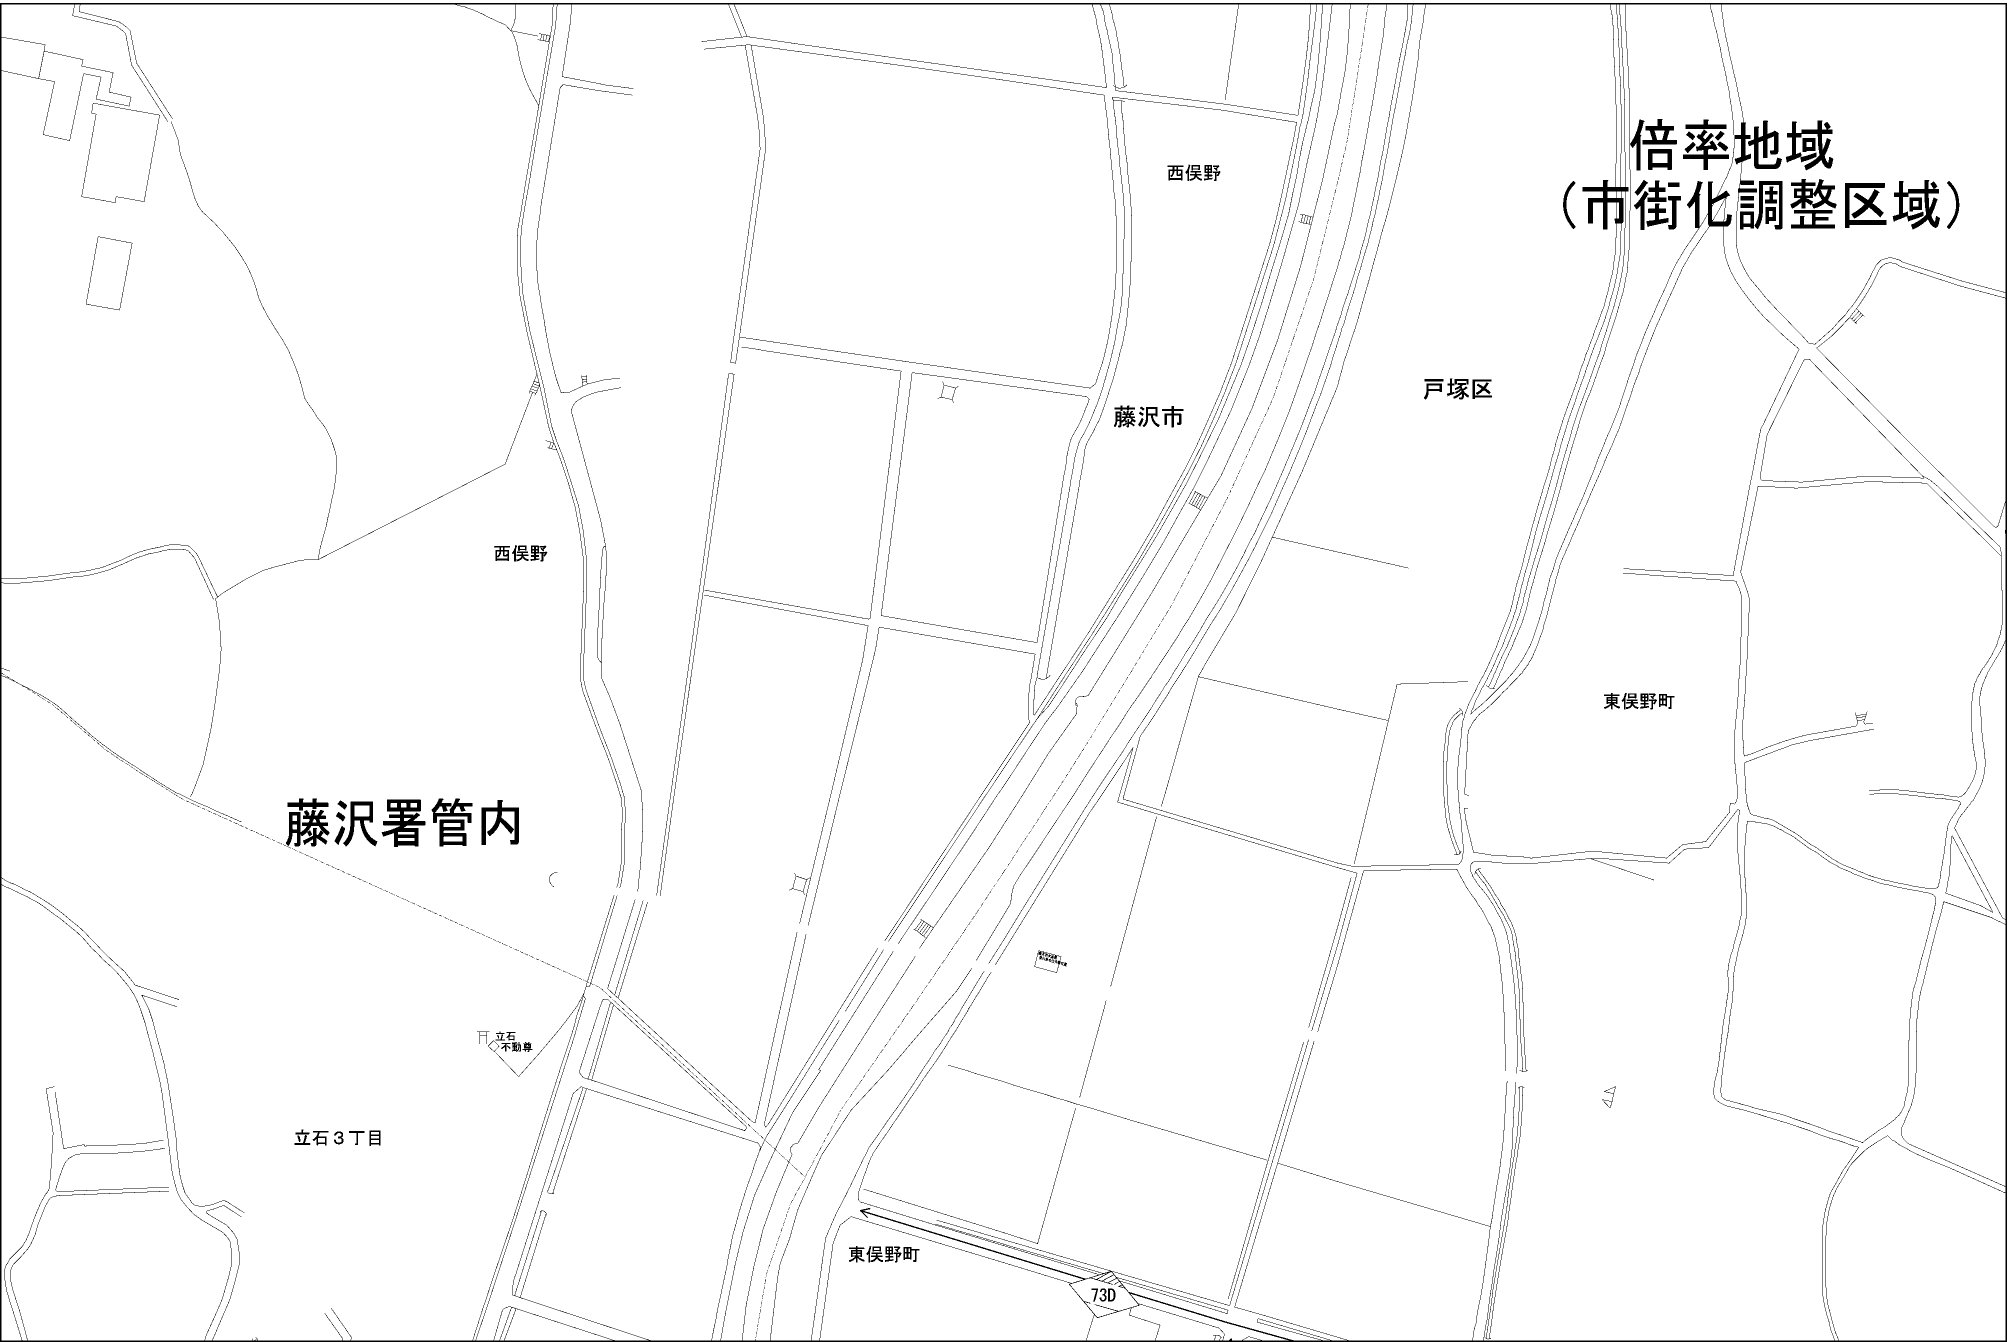 倍率地域
（市街化調整区域）
西俣野
戸塚区
藤沢市
西俣野
東俣野町
藤沢署管内
立石
不動尊
立石３丁目
東俣野町
73D